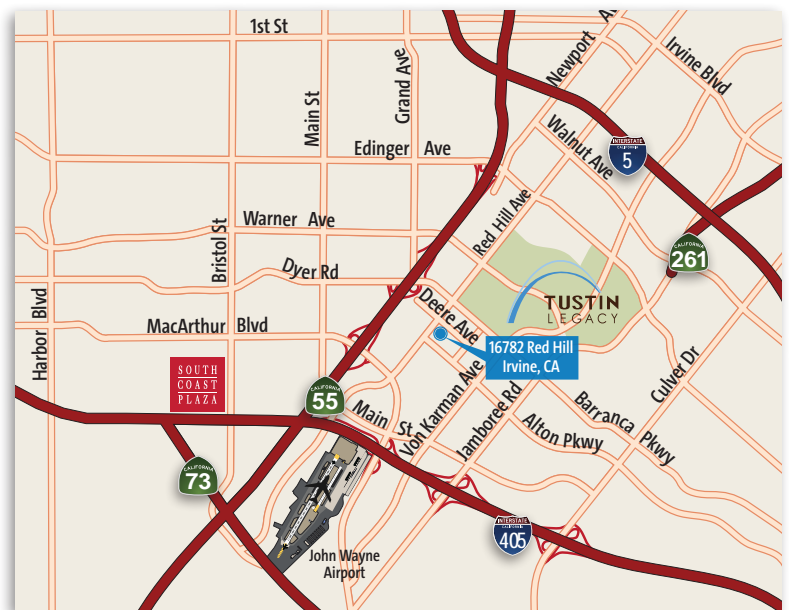 1st St
Newport Av
Irvine Blvd
Main St
Grand Ave
Edinger Ave
Walnut Ave
INTERSTATE
CALIFORNIA
5
Red Hill Ave
Warner Ave
Bristol St
CALIFORNIA
261
Dyer Rd
Deere Ave
TUSTIN
LEGACY
Harbor Blvd
MacArthur Blvd
16782 Red Hill
Irvine, CA
SOUTH
COAST
PLAZA
CALIFORNIA
55
Main St
Von Karman Ave
Jamboree Rd
Culver Dr
Barranca Pkwy
Alton Pkwy
CALIFORNIA
73
INTERSTATE
CALIFORNIA
405
John Wayne
Airport